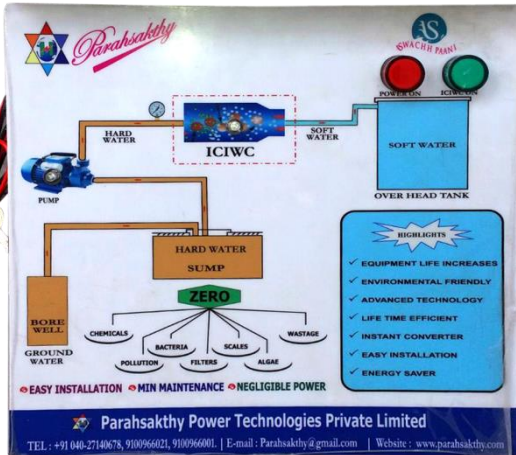 Parahsakthy
AS
SWACHH PAANI
POWER ON
ICIWC ON
HARD
WATER
ICIWC
SOFT
WATER
SOFT WATER
OVER HEAD TANK
PUMP
HARD WATER
SUMP
BORE
WELL
GROUND
WATER
ZERO
CHEMICALS
POLLUTION
BACTERIA
FILTERS
SCALES
ALGAE
WASTAGE
HIGHLIGHTS
✓ EQUIPMENT LIFE INCREASES
✓ ENVIRONMENTAL FRIENDLY
✓ ADVANCED TECHNOLOGY
✓ LIFE TIME EFFICIENT
✓ INSTANT CONVERTER
✓ EASY INSTALLATION
✓ ENERGY SAVER
EASY INSTALLATION MIN MAINTENANCE NEGLIGIBLE POWER
Parahsakthy Power Technologies Private Limited
TEL : +91 040-27140678, 9100966021, 9100966001. | E-mail : Parahsakthy@gmail.com | Website : www.parahsakthy.com